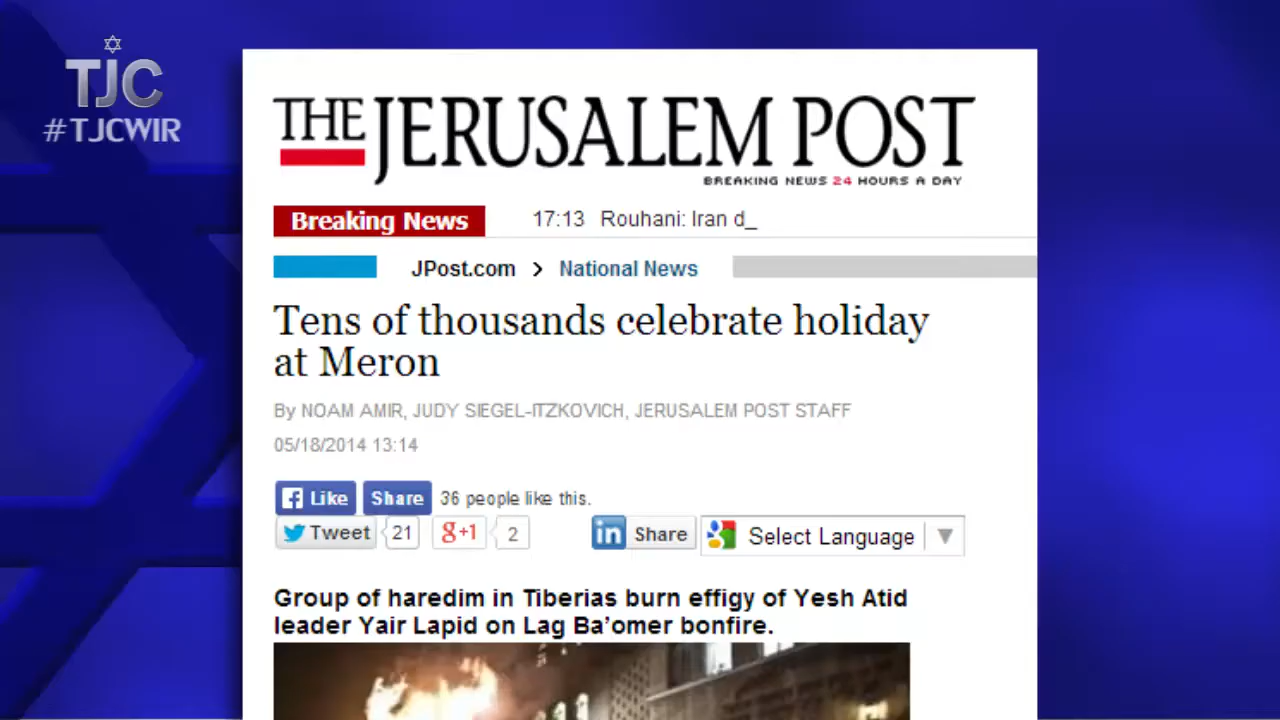 TJC
#TJCWIR
THE JERUSALEM POST
BREAKING NEWS 24 HOURS A DAY
Breaking News 17:13 Rouhani: Iran d_
JPost.com > National News
Tens of thousands celebrate holiday
at Meron
By NOAM AMIR, JUDY SIEGEL-ITZKOVICH, JERUSALEM POST STAFF
05/18/2014 13:14
Like Share 36 people like this.
Tweet 21 g+1 2 in Share Select Language ▼
Group of haredim in Tiberias burn effigy of Yesh Atid
leader Yair Lapid on Lag Ba’omer bonfire.